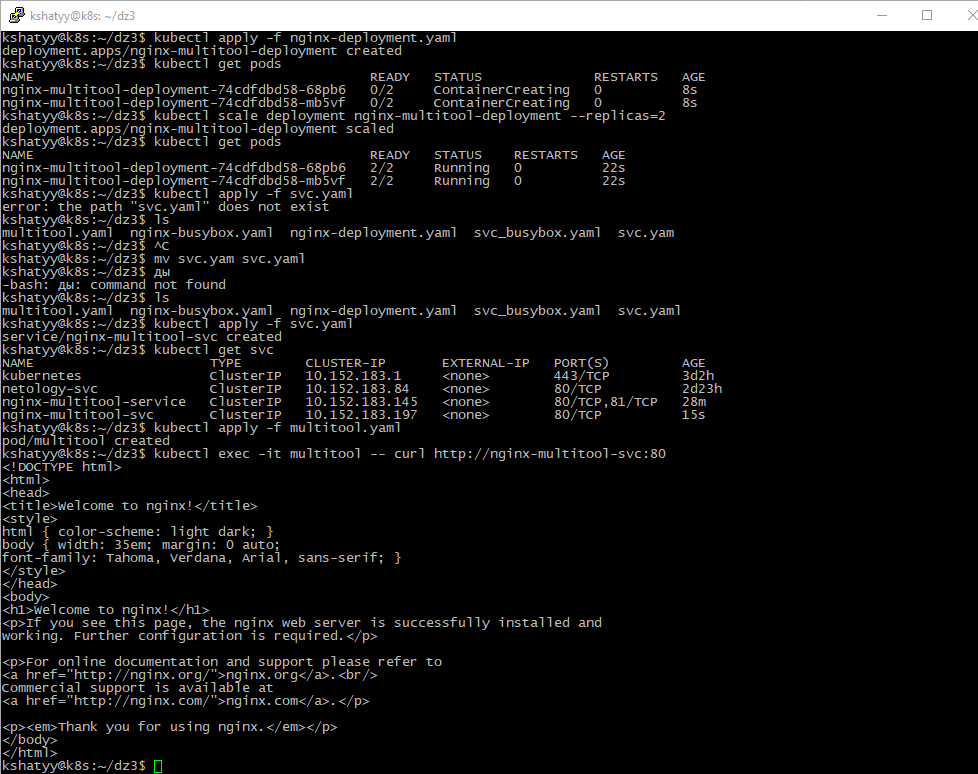 kshatyy@k8s: ~/dz3
kshatyy@k8s:~/dz3$ kubectl apply -f nginx-deployment.yaml
deployment.apps/nginx-multitool-deployment created
kshatyy@k8s:~/dz3$ kubectl get pods
NAME                                          READY   STATUS              RESTARTS   AGE
nginx-multitool-deployment-74cdfdbd58-68pb6   0/2     ContainerCreating   0          8s
nginx-multitool-deployment-74cdfdbd58-mb5vf   0/2     ContainerCreating   0          8s
kshatyy@k8s:~/dz3$ kubectl scale deployment nginx-multitool-deployment --replicas=2
deployment.apps/nginx-multitool-deployment scaled
kshatyy@k8s:~/dz3$ kubectl get pods
NAME                                          READY   STATUS    RESTARTS   AGE
nginx-multitool-deployment-74cdfdbd58-68pb6   2/2     Running   0          22s
nginx-multitool-deployment-74cdfdbd58-mb5vf   2/2     Running   0          22s
kshatyy@k8s:~/dz3$ kubectl apply -f svc.yaml
error: the path "svc.yaml" does not exist
kshatyy@k8s:~/dz3$ ls
multitool.yaml  nginx-busybox.yaml  nginx-deployment.yaml  svc_busybox.yaml  svc.yam
kshatyy@k8s:~/dz3$ ^C
kshatyy@k8s:~/dz3$ mv svc.yam svc.yaml
kshatyy@k8s:~/dz3$ ды
-bash: ды: command not found
kshatyy@k8s:~/dz3$ ls
multitool.yaml  nginx-busybox.yaml  nginx-deployment.yaml  svc_busybox.yaml  svc.yaml
kshatyy@k8s:~/dz3$ kubectl apply -f svc.yaml
service/nginx-multitool-svc created
kshatyy@k8s:~/dz3$ kubectl get svc
NAME                      TYPE        CLUSTER-IP       EXTERNAL-IP   PORT(S)         AGE
kubernetes                ClusterIP   10.152.183.1     <none>        443/TCP         3d2h
netology-svc              ClusterIP   10.152.183.84    <none>        80/TCP          2d23h
nginx-multitool-service   ClusterIP   10.152.183.145   <none>        80/TCP,81/TCP   28m
nginx-multitool-svc       ClusterIP   10.152.183.197   <none>        80/TCP          15s
kshatyy@k8s:~/dz3$ kubectl apply -f multitool.yaml
pod/multitool created
kshatyy@k8s:~/dz3$ kubectl exec -it multitool -- curl http://nginx-multitool-svc:80
<!DOCTYPE html>
<html>
<head>
<title>Welcome to nginx!</title>
<style>
html { color-scheme: light dark; }
body { width: 35em; margin: 0 auto;
font-family: Tahoma, Verdana, Arial, sans-serif; }
</style>
</head>
<body>
<h1>Welcome to nginx!</h1>
<p>If you see this page, the nginx web server is successfully installed and
working. Further configuration is required.</p>

<p>For online documentation and support please refer to
<a href="http://nginx.org/">nginx.org</a>.<br/>
Commercial support is available at
<a href="http://nginx.com/">nginx.com</a>.</p>

<p><em>Thank you for using nginx.</em></p>
</body>
</html>
kshatyy@k8s:~/dz3$